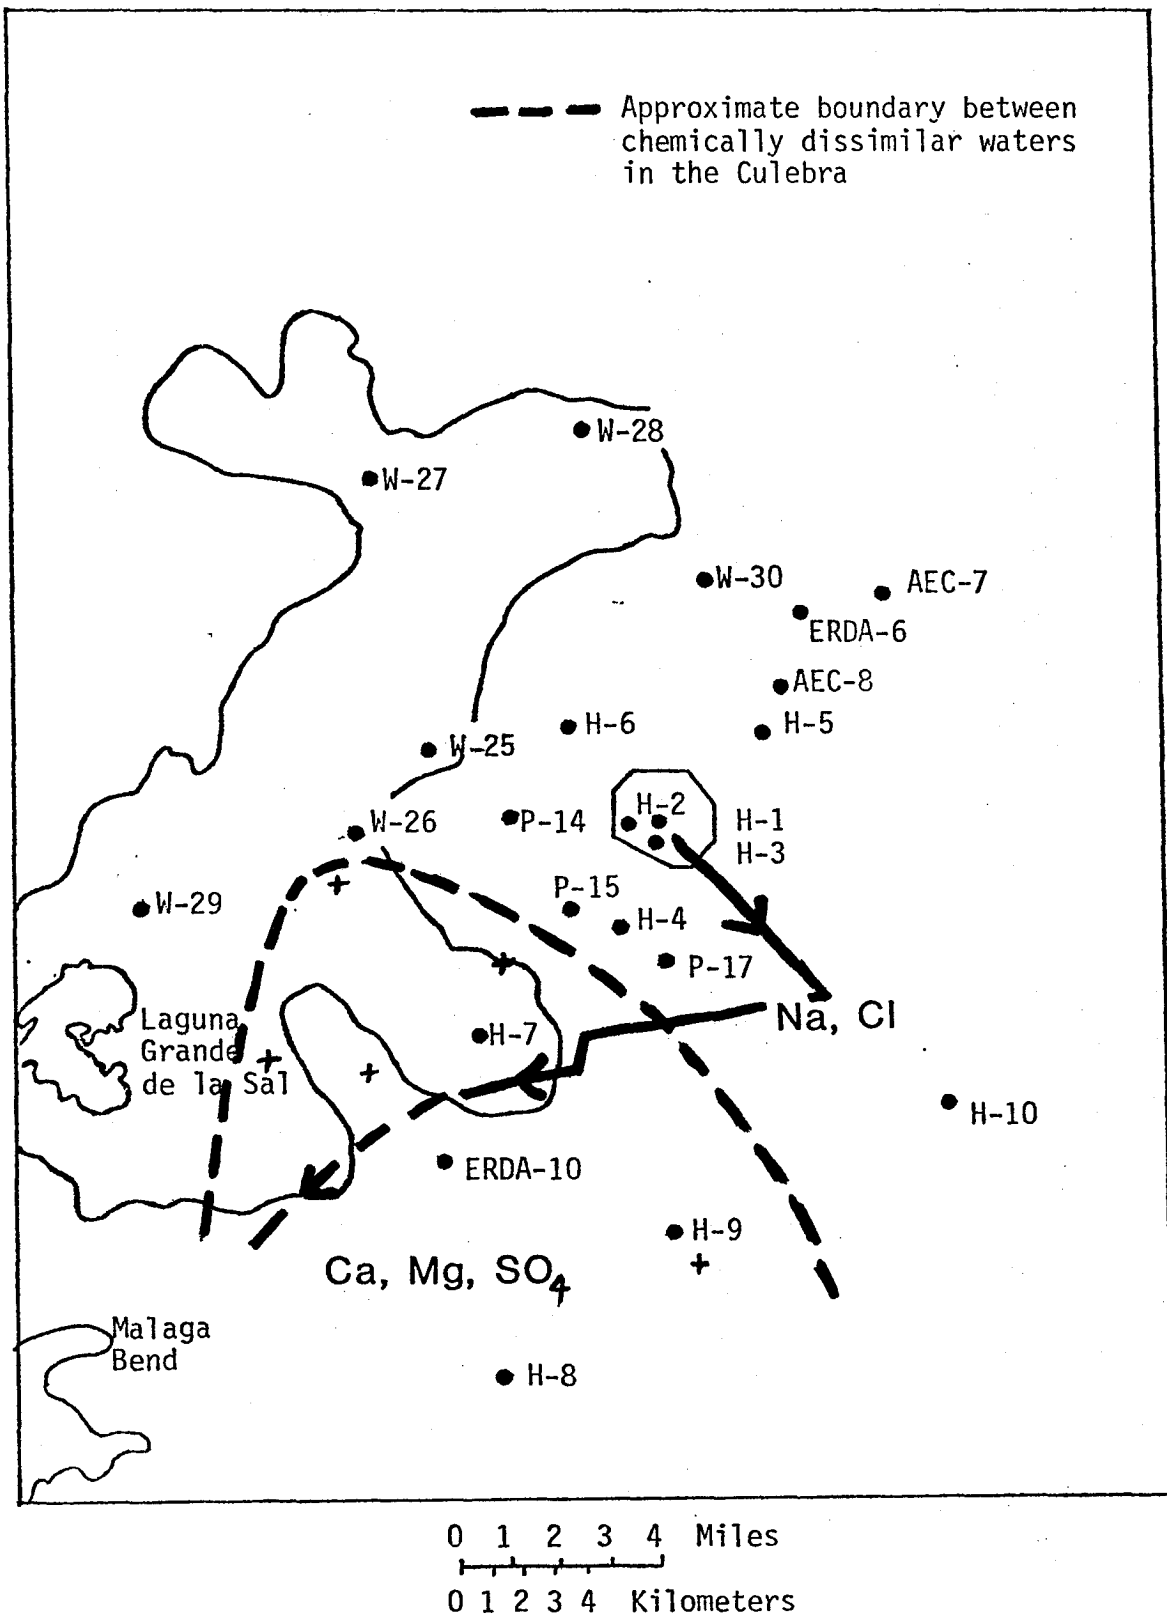 Approximate boundary between
chemically dissimilar waters
in the Culebra
W-28
W-27
W-30
AEC-7
ERDA-6
AEC-8
H-6
H-5
W-25
H-2
W-26
P-14
H-1
H-3
P-15
W-29
H-4
P-17
Laguna
Grande
de la Sal
Na, Cl
H-7
H-10
ERDA-10
H-9
Ca, Mg, SO4
Malaga
Bend
H-8
0 1 2 3 4 Miles
0 1 2 3 4 Kilometers